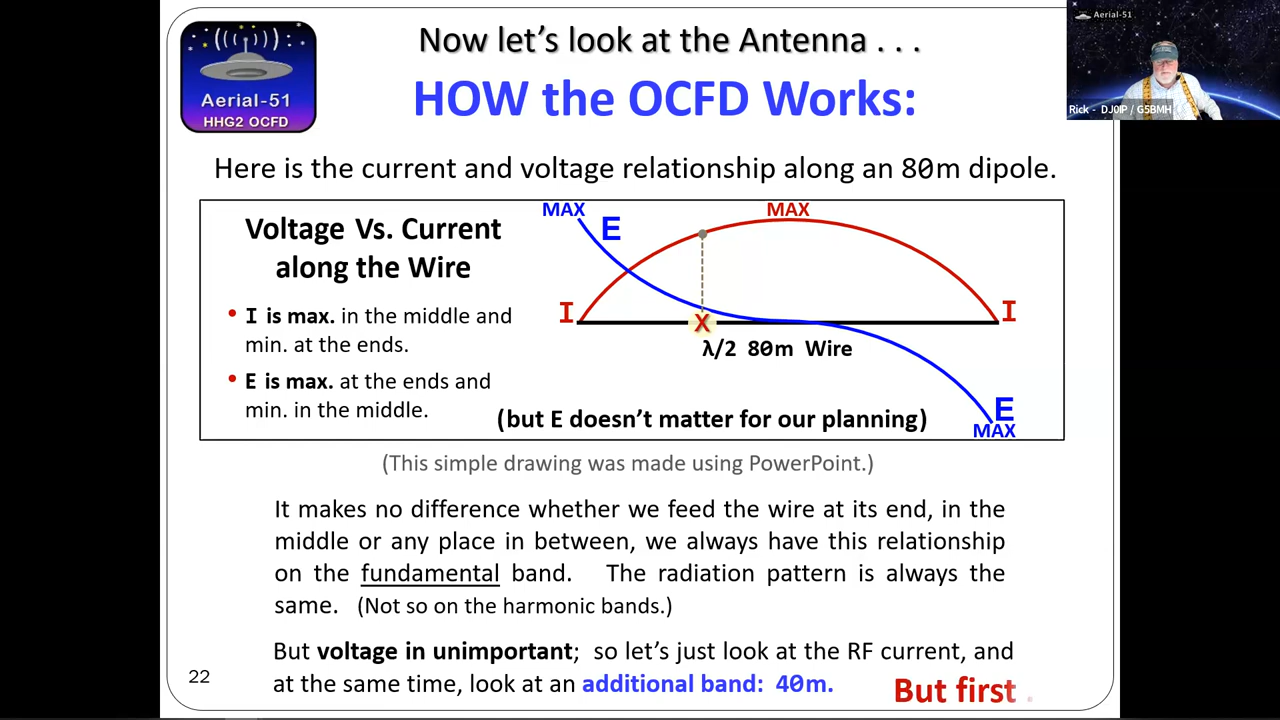 Now let's look at the Antenna . . .
HOW the OCFD Works:
Aerial-51
HHG2 OCFD
Aerial-51
Rick - DJ0IP / G5BMH
Here is the current and voltage relationship along an 80m dipole.
Voltage Vs. Current
along the Wire
• I is max. in the middle and
min. at the ends.
• E is max. at the ends and
min. in the middle.
MAX
E
MAX
I
X
I
λ/2 80m Wire
E
MAX
(but E doesn't matter for our planning)
(This simple drawing was made using PowerPoint.)
It makes no difference whether we feed the wire at its end, in the
middle or any place in between, we always have this relationship
on the fundamental band. The radiation pattern is always the
same. (Not so on the harmonic bands.)
But voltage in unimportant; so let's just look at the RF current, and
at the same time, look at an additional band: 40m.
But first .
22